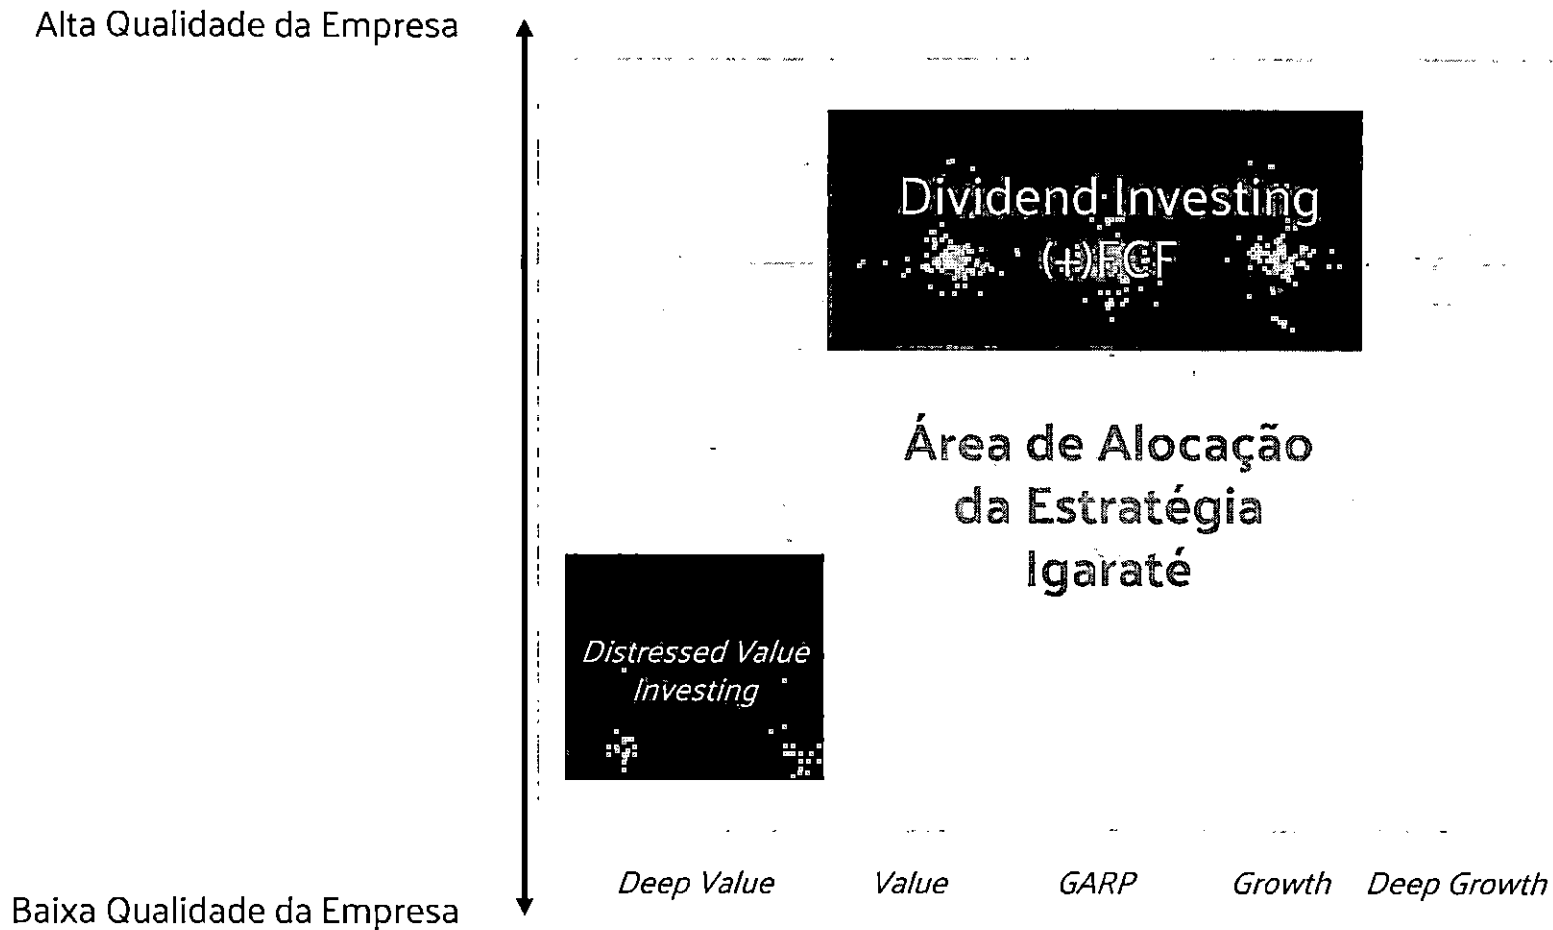 Alta Qualidade da Empresa
Dividend Investing
(+)FCF
Área de Alocação
da Estratégia
Igaraté
Distressed Value
Investing
Deep Value
Value
GARP
Growth
Deep Growth
Baixa Qualidade da Empresa